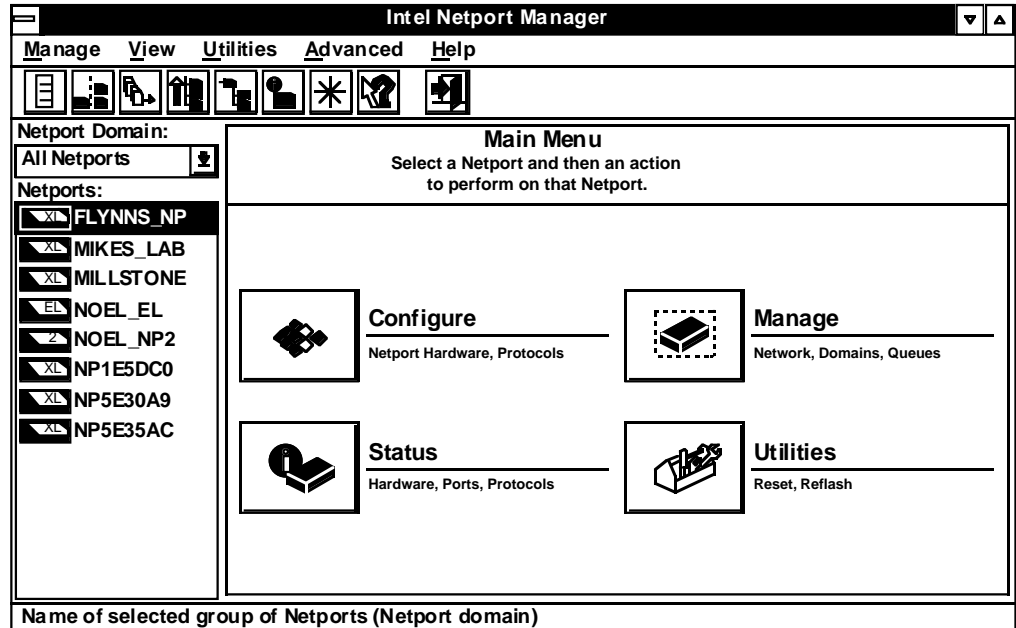 Intel Netport Manager
Manage View Utilities Advanced Help
Netport Domain:
All Netports
Netports:
XL FLYNNS_NP
XL MIKES_LAB
XL MILLSTONE
EL NOEL_EL
2 NOEL_NP2
XL NP1E5DC0
XL NP5E30A9
XL NP5E35AC
Main Menu
Select a Netport and then an action
to perform on that Netport.
Configure
Netport Hardware, Protocols
Manage
Network, Domains, Queues
Status
Hardware, Ports, Protocols
Utilities
Reset, Reflash
Name of selected group of Netports (Netport domain)